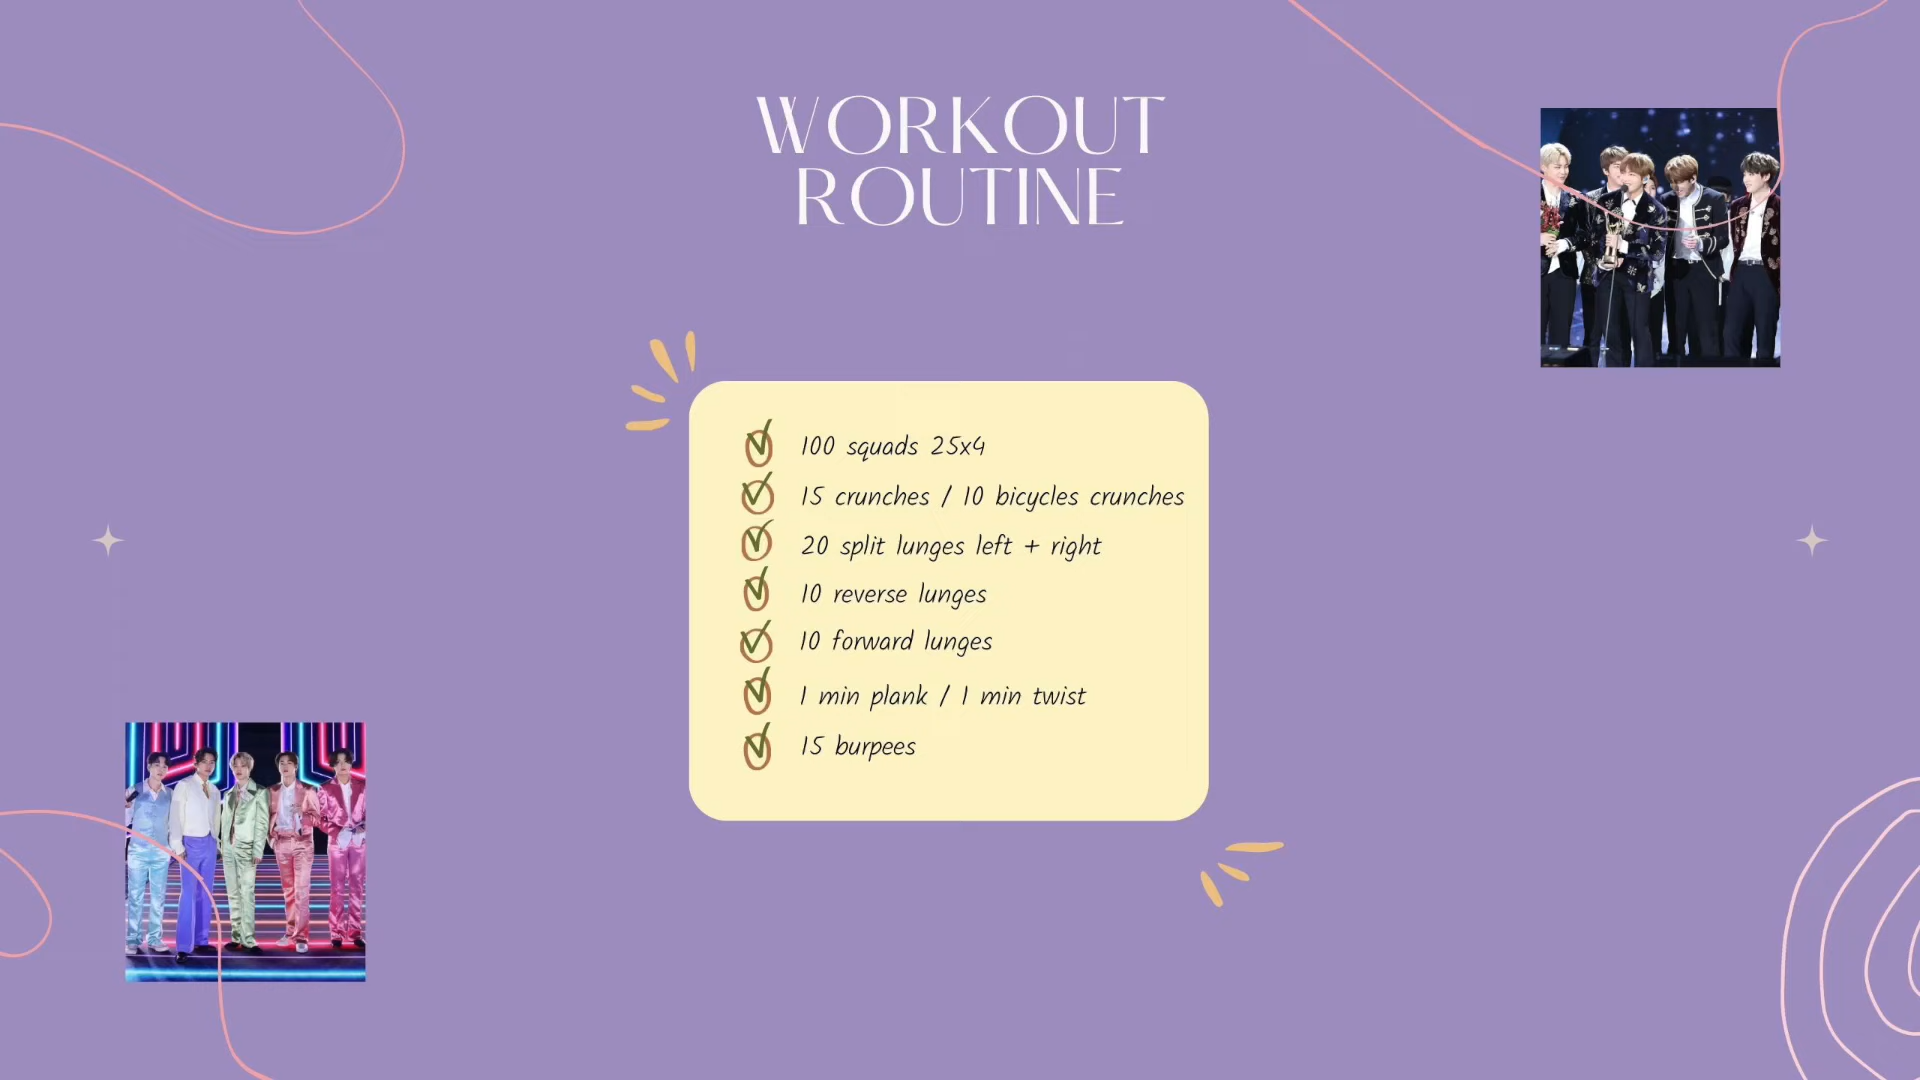 WORKOUT
ROUTINE
100 squads 25x4
15 crunches / 10 bicycles crunches
20 split lunges left + right
10 reverse lunges
10 forward lunges
1 min plank / 1 min twist
15 burpees